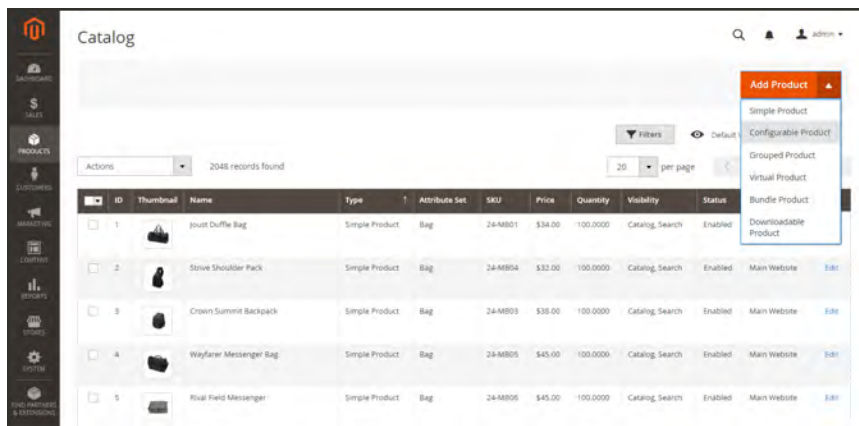 Catalog
admin
DASHBOARD
SALES
PRODUCTS
CUSTOMERS
MARKETING
CONTENT
REPORTS
STORES
SYSTEM
FIND PARTNERS
& EXTENSIONS
Add Product
Simple Product
Configurable Product
Grouped Product
Virtual Product
Bundle Product
Downloadable
Product
Filters Default
Actions 2048 records found 20 per page
ID Thumbnail Name Type Attribute Set SKU Price Quantity Visibility Status
1 Joust Duffle Bag Simple Product Bag 24-MB01 $34.00 100.0000 Catalog, Search Enabled
2 Strive Shoulder Pack Simple Product Bag 24-MB04 $32.00 100.0000 Catalog, Search Enabled Main Website Edit
3 Crown Summit Backpack Simple Product Bag 24-MB03 $38.00 100.0000 Catalog, Search Enabled Main Website Edit
4 Wayfarer Messenger Bag Simple Product Bag 24-MB05 $45.00 100.0000 Catalog, Search Enabled Main Website Edit
5 Rival Field Messenger Simple Product Bag 24-MB06 $45.00 100.0000 Catalog, Search Enabled Main Website Edit